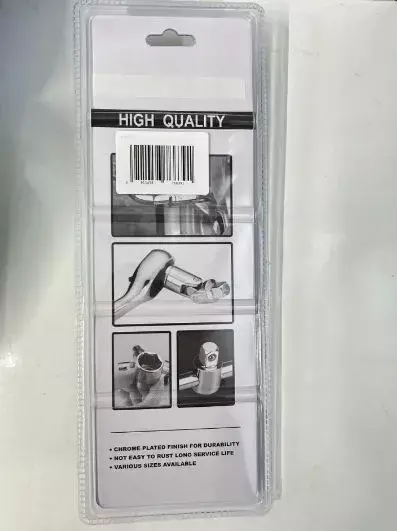 HIGH QUALITY
• CHROME PLATED FINISH FOR DURABILITY
• NOT EASY TO RUST LONG SERVICE LIFE
• VARIOUS SIZES AVAILABLE